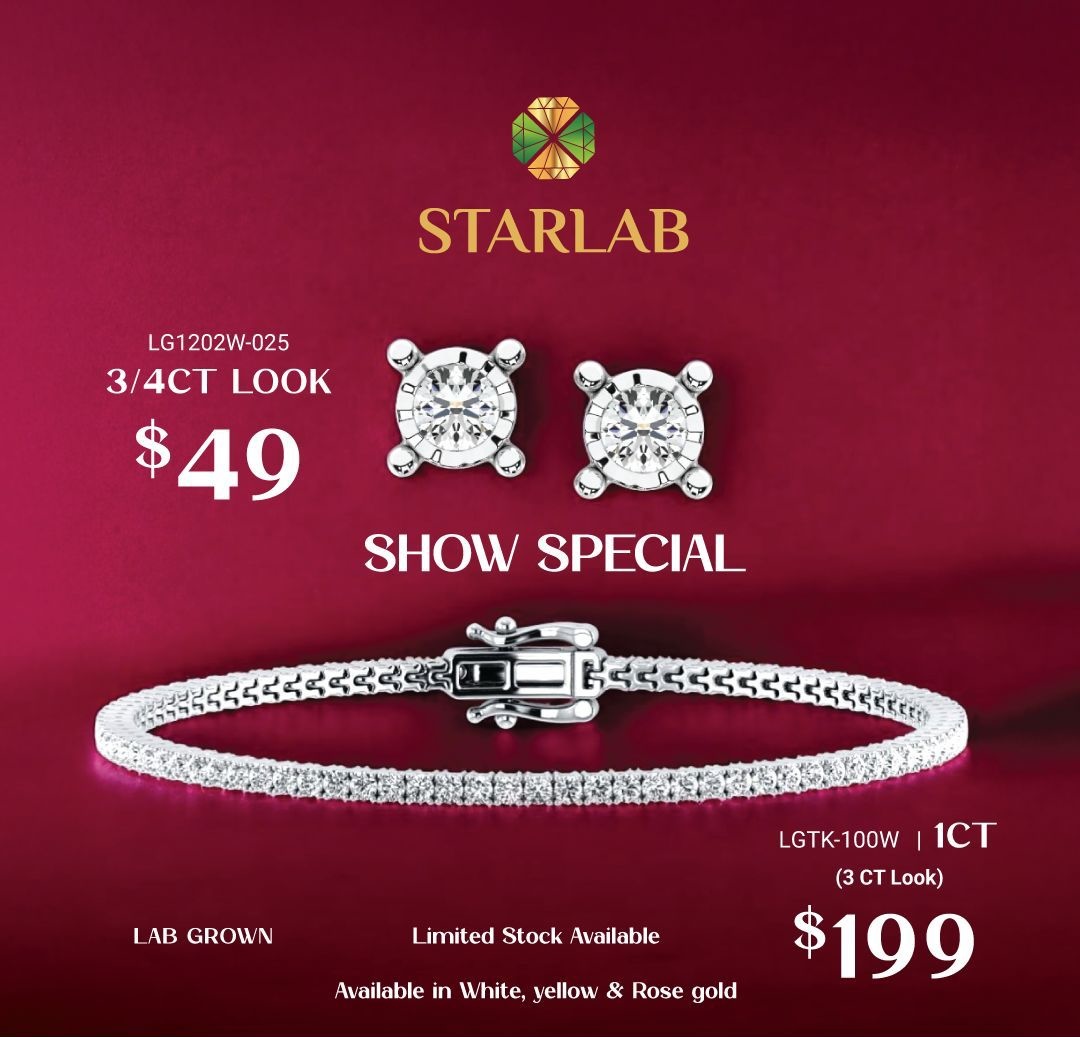 STARLAB
LG1202W-025
3/4CT LOOK
$49
SHOW SPECIAL
LGTK-100W | 1CT
(3 CT Look)
$199
LAB GROWN
Limited Stock Available
Available in White, yellow & Rose gold